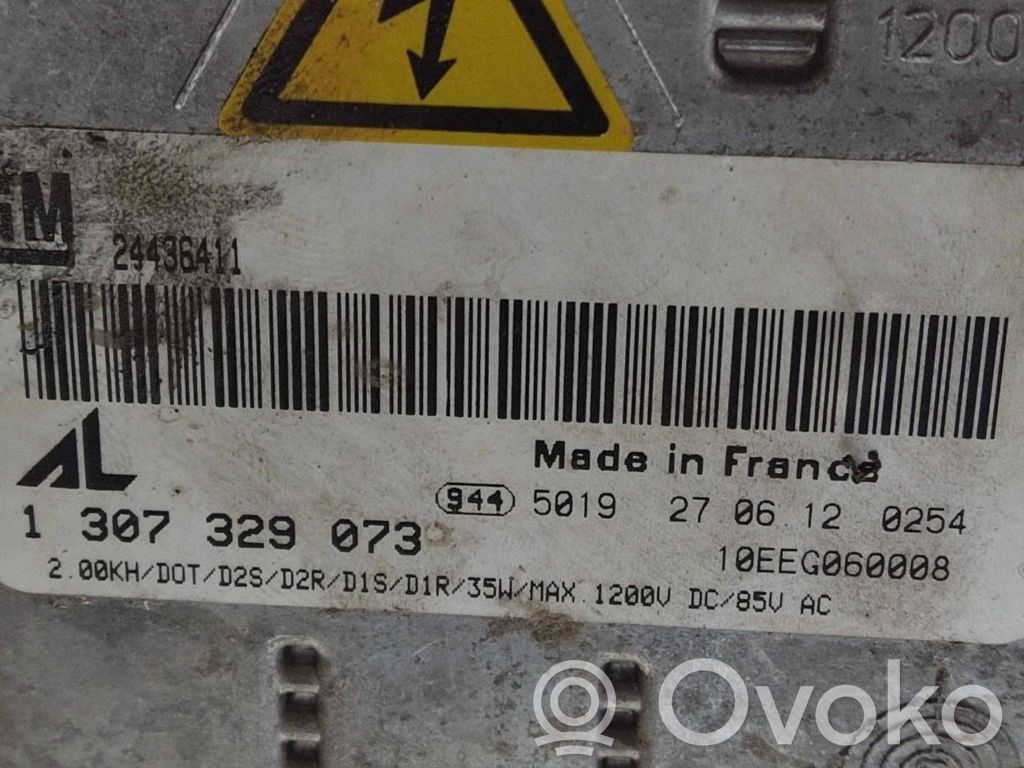 1200
GM
24436411
AL
Made in France
944 5019 27 06 12 0254
1 307 329 073
10EEG060008
2.00KH/DOT/D2S/D2R/D1S/D1R/35W/MAX.1200V DC/85V AC
Ovoko